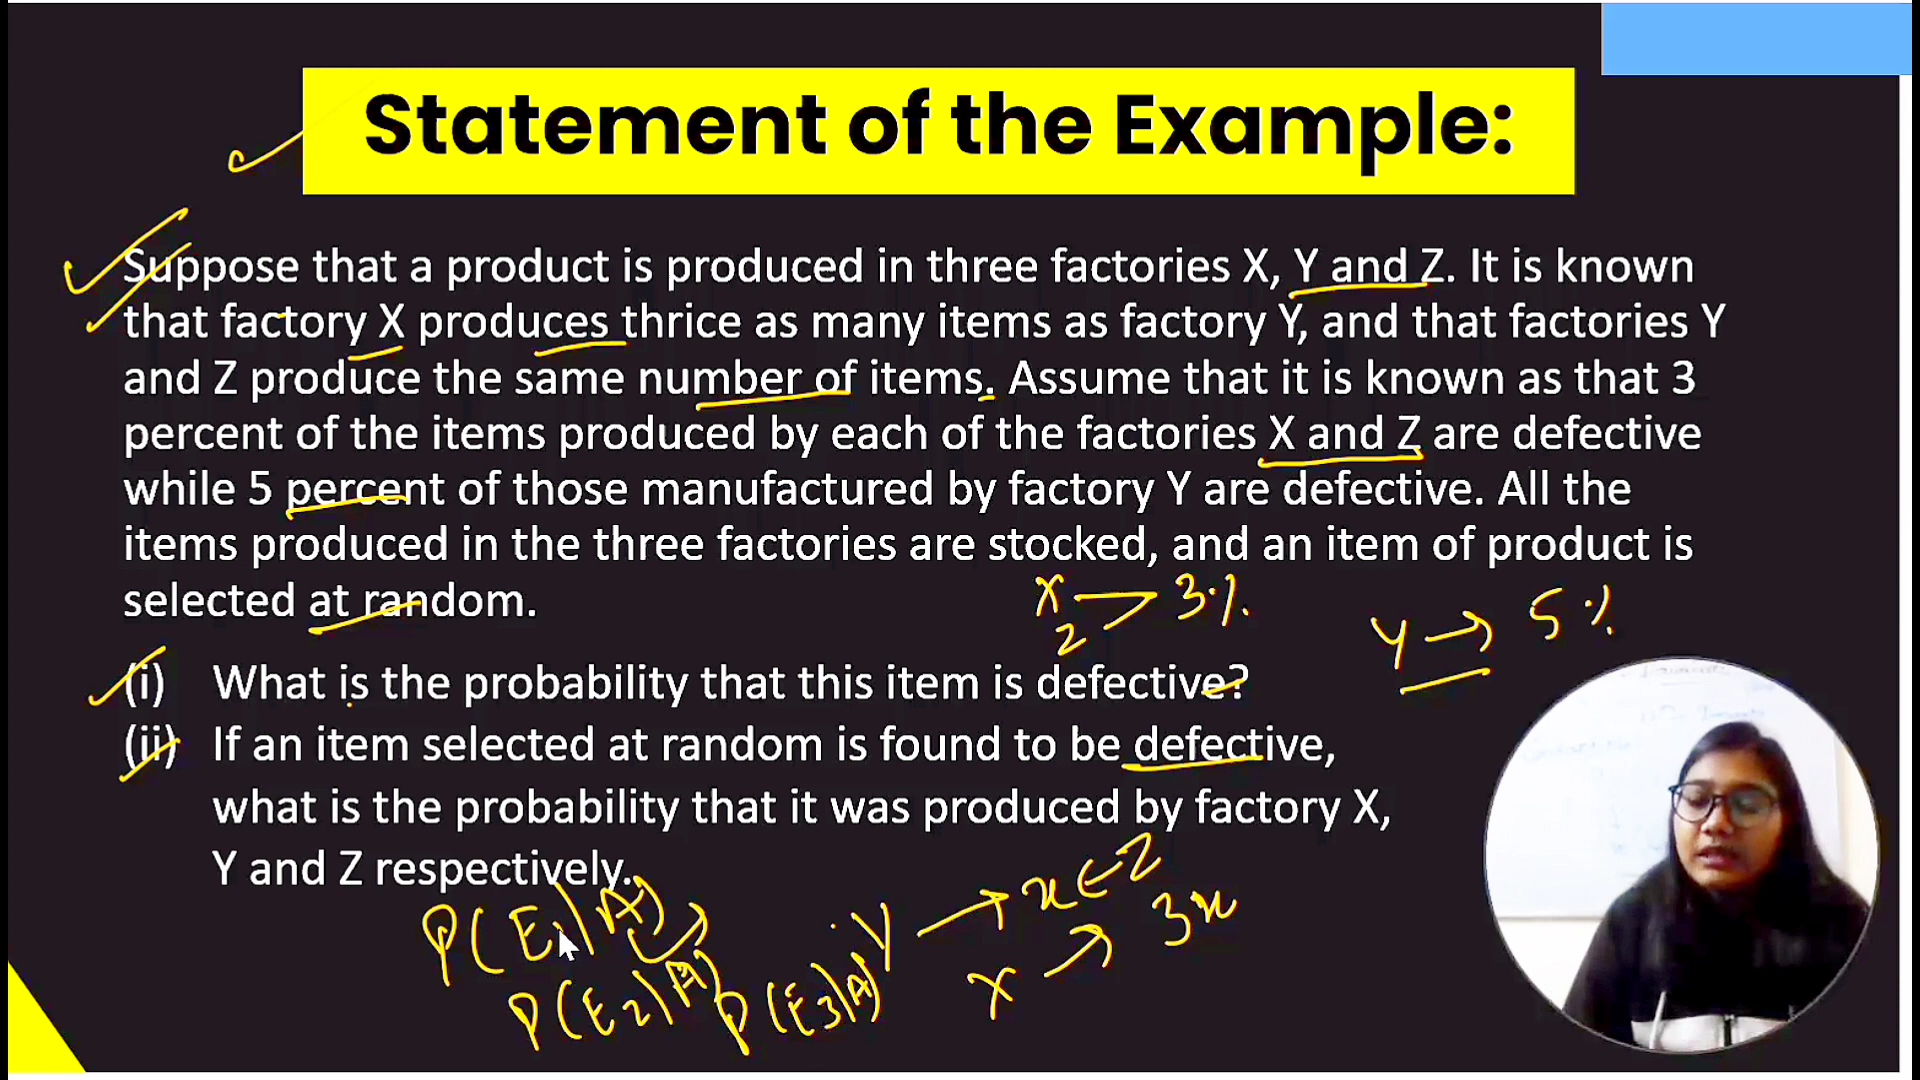 Statement of the Example:
Suppose that a product is produced in three factories X, Y and Z. It is known
that factory X produces thrice as many items as factory Y, and that factories Y
and Z produce the same number of items. Assume that it is known as that 3
percent of the items produced by each of the factories X and Z are defective
while 5 percent of those manufactured by factory Y are defective. All the
items produced in the three factories are stocked, and an item of product is
selected at random.
X → 3%
Z
Y → 5%
(i) What is the probability that this item is defective?
(ii) If an item selected at random is found to be defective,
what is the probability that it was produced by factory X,
Y and Z respectively.
P(E1|A)
Y → x ← Z
X → 3x
P(E2|A) P(E3|A)